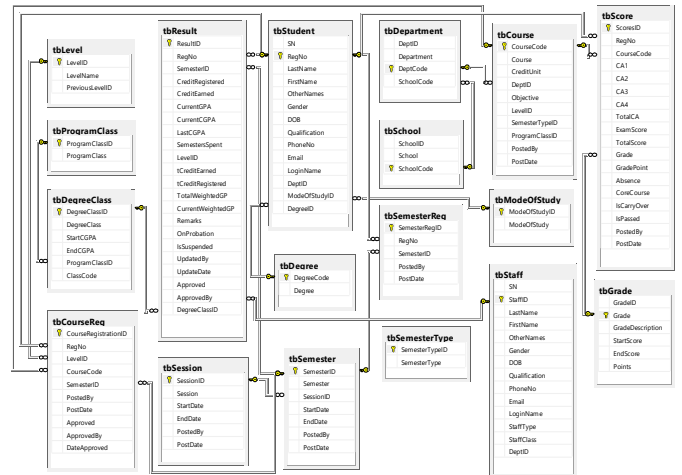 tbLevel
LevelID
LevelName
PreviousLevelID
tbProgramClass
ProgramClassID
ProgramClass
tbDegreeClass
DegreeClassID
DegreeClass
StartCGPA
EndCGPA
ProgramClassID
ClassCode
tbCourseReg
CourseRegistrationID
RegNo
LevelID
CourseCode
SemesterID
PostedBy
PostDate
Approved
ApprovedBy
DateApproved
tbResult
ResultID
RegNo
SemesterID
CreditRegistered
CreditEarned
CurrentGPA
CurrentCGPA
LastCGPA
SemestersSpent
LevelID
tCreditEarned
tCreditRegistered
TotalWeightedGP
CurrentWeightedGP
Remarks
OnProbation
IsSuspended
UpdatedBy
UpdateDate
Approved
ApprovedBy
DegreeClassID
tbSession
SessionID
Session
StartDate
EndDate
PostedBy
PostDate
tbStudent
SN
RegNo
LastName
FirstName
OtherNames
Gender
DOB
Qualification
PhoneNo
Email
LoginName
DeptID
ModeOfStudyID
DegreeID
tbDegree
DegreeCode
Degree
tbSemester
SemesterID
Semester
SessionID
StartDate
EndDate
PostedBy
PostDate
tbDepartment
DeptID
Department
DeptCode
SchoolCode
tbSchool
SchoolID
School
SchoolCode
tbSemesterReg
SemesterRegID
RegNo
SemesterID
PostedBy
PostDate
tbSemesterType
SemesterTypeID
SemesterType
tbCourse
CourseCode
Course
CreditUnit
DeptID
Objective
LevelID
SemesterTypeID
ProgramClassID
PostedBy
PostDate
tbModeOfStudy
ModeOfStudyID
ModeOfStudy
tbStaff
SN
StaffID
LastName
FirstName
OtherNames
Gender
DOB
Qualification
PhoneNo
Email
LoginName
StaffType
StaffClass
DeptID
tbScore
ScoresID
RegNo
CourseCode
CA1
CA2
CA3
CA4
TotalCA
ExamScore
TotalScore
Grade
GradePoint
Absence
CoreCourse
IsCarryOver
IsPassed
PostedBy
PostDate
tbGrade
GradeID
Grade
GradeDescription
StartScore
EndScore
Points